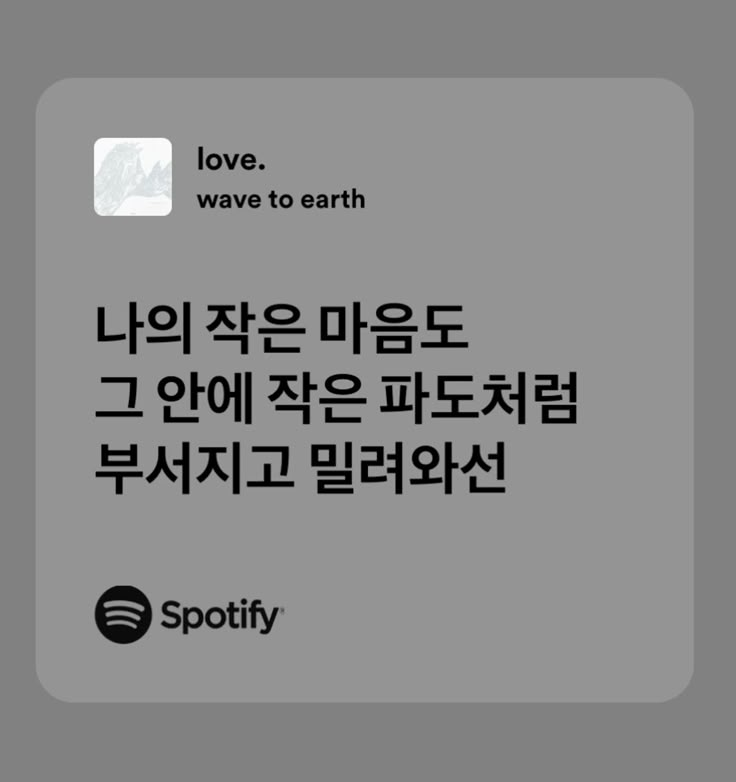 love.
wave to earth
나의 작은 마음도
그 안에 작은 파도처럼
부서지고 밀려와선
Spotify®